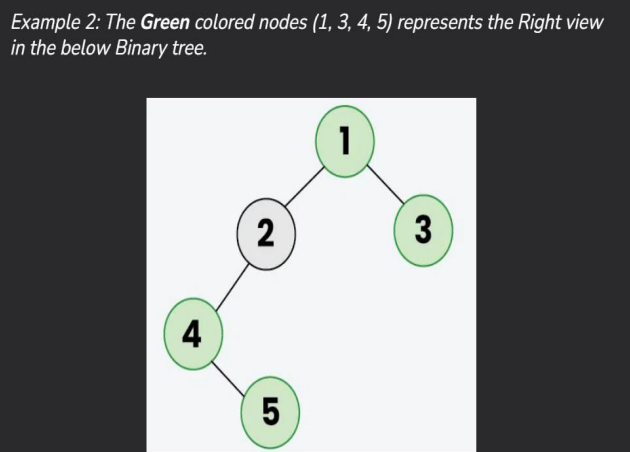 Example 2: The Green colored nodes (1, 3, 4, 5) represents the Right view
in the below Binary tree.
1
2
3
4
5